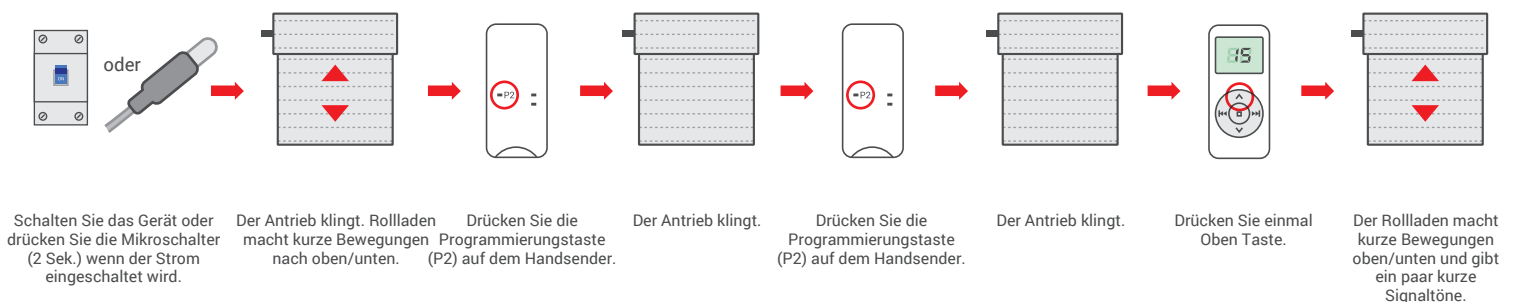 oder
ON
P2
P2
15
Schalten Sie das Gerät oder
drücken Sie die Mikroschalter
(2 Sek.) wenn der Strom
eingeschaltet wird.
Der Antrieb klingt. Rollladen
macht kurze Bewegungen
nach oben/unten.
Drücken Sie die
Programmierungstaste
(P2) auf dem Handsender.
Der Antrieb klingt.
Drücken Sie die
Programmierungstaste
(P2) auf dem Handsender.
Der Antrieb klingt.
Drücken Sie einmal
Oben Taste.
Der Rollladen macht
kurze Bewegungen
oben/unten und gibt
ein paar kurze
Signaltöne.